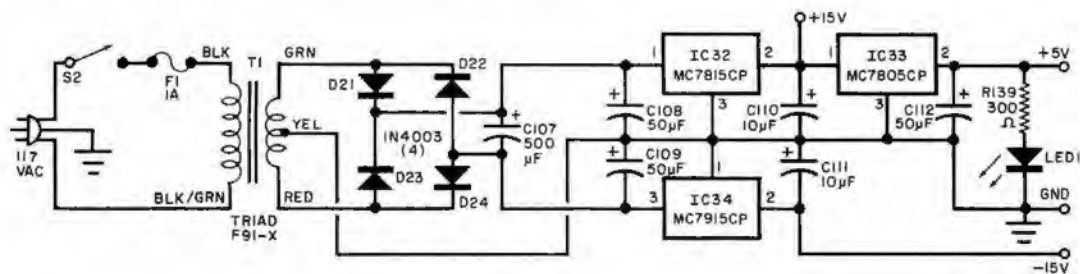 S2
F1
1A
BLK
T1
GRN
117
VAC
BLK/GRN
TRIAD
F91-X
YEL
RED
D21
D22
1N4003
(4)
D23
D24
+
C107
500
µF
1
IC32
MC7815CP
2
3
+
C108
50µF
+
C109
50µF
1
3
IC34
MC7915CP
2
+15V
+
C110
10µF
+
C111
10µF
1
IC33
MC7805CP
2
3
+
C112
50µF
+5V
R139
300
Ω
LED1
GND
-15V